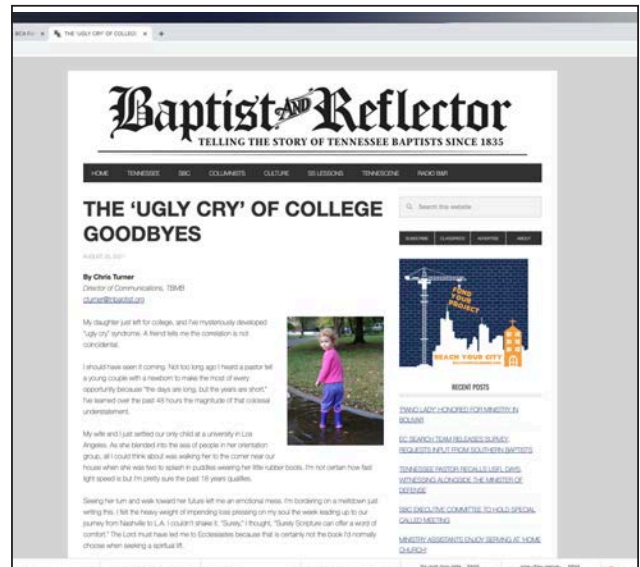 THE 'UGLY CRY' OF COLLEGE
Baptist AND Reflector
TELLING THE STORY OF TENNESSEE BAPTISTS SINCE 1835
HOME TENNESSEE SBC COLUMNISTS CULTURE SS LESSONS TENNESCENE RADIO B&R
THE 'UGLY CRY' OF COLLEGE
GOODBYES
By Chris Turner
Director of Communications, TBMB
cturner@tnbaptist.org
My daughter just left for college, and I've mysteriously developed
"ugly cry" syndrome. A friend tells me the correlation is not
coincidental.
I should have seen it coming. Not too long ago I heard a pastor tell
a young couple with a newborn to make the most of every
opportunity because "the days are long, but the years are short."
I've learned over the past 48 hours the magnitude of that colossal
understatement.
My wife and I just settled our only child at a university in Los
Angeles. As she blended into the sea of people in her orientation
group, all I could think about was walking her to the corner near our
house when she was two to splash in puddles wearing her little rubber boots. I'm not certain how fast
light speed is but I'm pretty sure the past 18 years qualifies.
Seeing her turn and walk toward her future left me an emotional mess. I'm bordering on a meltdown just
writing this. I felt the heavy weight of impending loss pressing on my soul the week leading up to our
journey from Nashville to L.A. I couldn't shake it. "Surely," I thought, "Surely Scripture can offer a word of
comfort." The Lord must have led me to Ecclesiastes because that is certainly not the book I'd normally
choose when seeking a spiritual lift.
Search this website
SUBSCRIBE CLASSIFIEDS ADVERTISE ABOUT
FUND
YOUR
PROJECT
REACH YOUR CITY
RECENT POSTS
'PIANO LADY' HONORED FOR MINISTRY IN
BOLIVAR
EC SEARCH TEAM RELEASES SURVEY,
REQUESTS INPUT FROM SOUTHERN BAPTISTS
TENNESSEE PASTOR RECALLS USFL DAYS,
WITNESSING ALONGSIDE THE MINISTER OF
DEFENSE
SBC EXECUTIVE COMMITTEE TO HOLD SPECIAL
CALLED MEETING
MINISTRY ASSISTANTS ENJOY SERVING AT HOME
CHURCH